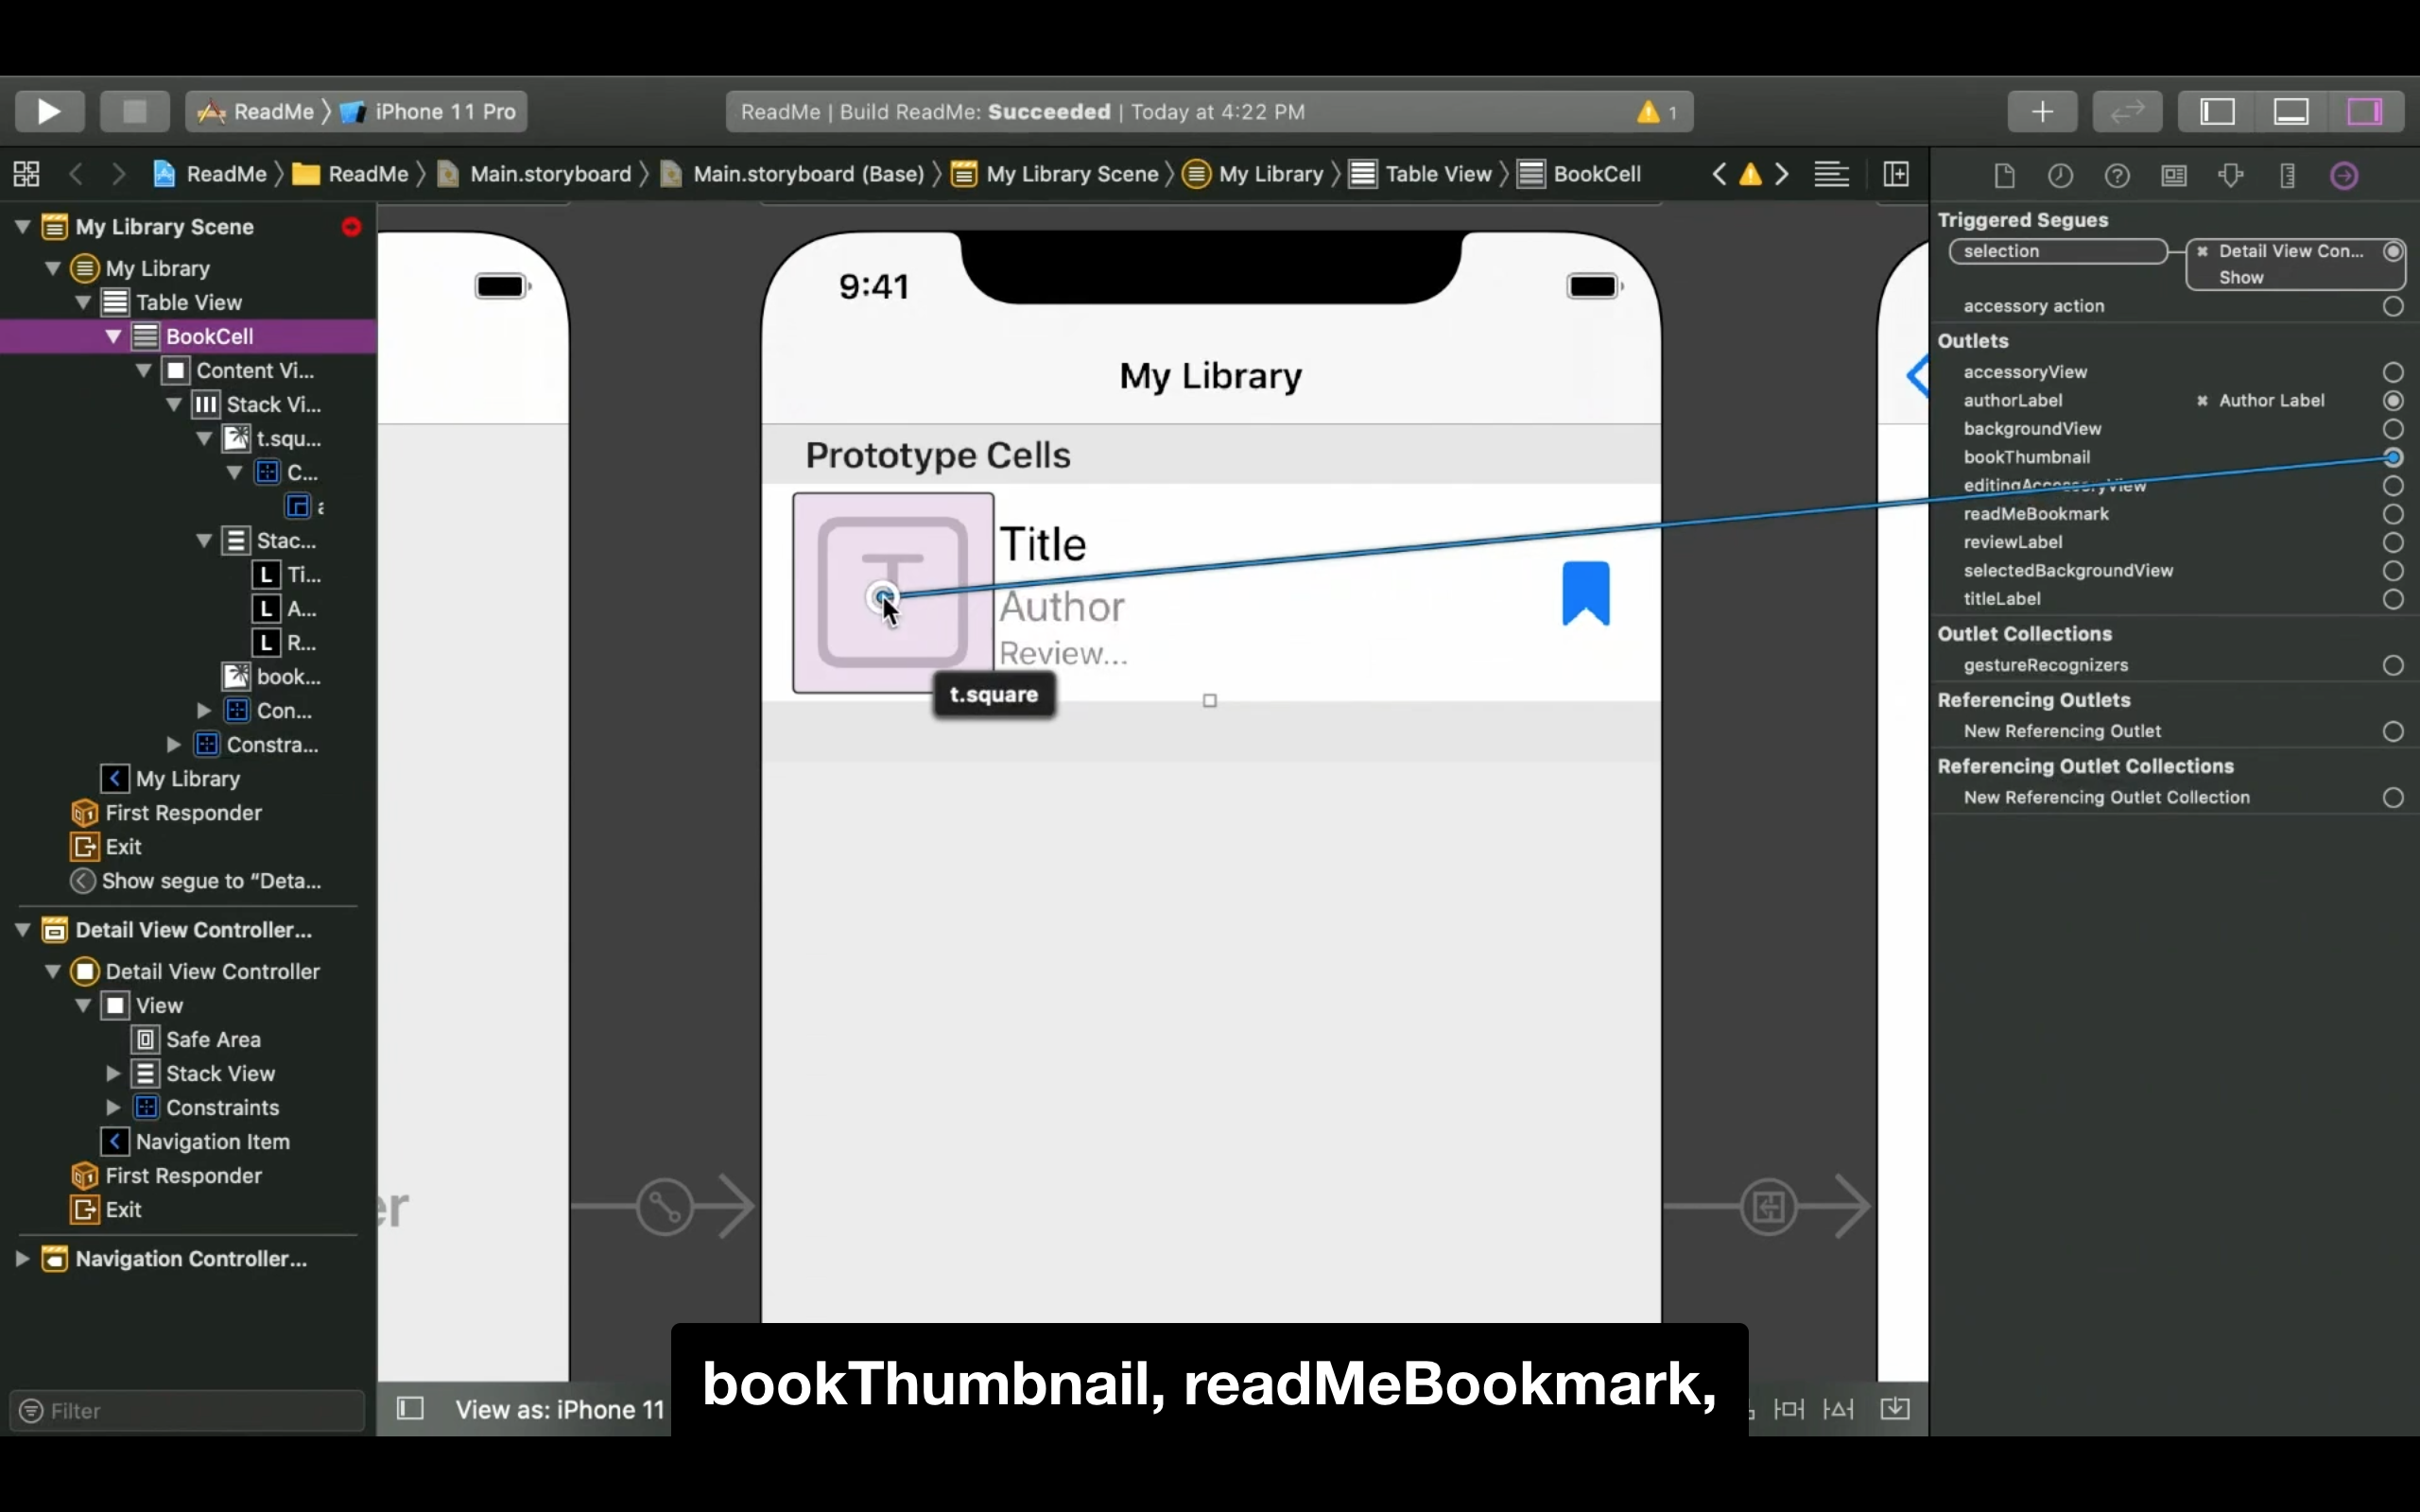 ReadMe 〉 iPhone 11 Pro
ReadMe | Build ReadMe: Succeeded | Today at 4:22 PM
1
ReadMe 〉 ReadMe 〉 Main.storyboard 〉 Main.storyboard (Base) 〉 My Library Scene 〉 My Library 〉 Table View 〉 BookCell
My Library Scene
My Library
Table View
BookCell
Content Vi...
Stack Vi...
t.squ...
C...
Stac...
L Ti...
L A...
L R...
book...
Con...
Constra...
My Library
First Responder
Exit
Show segue to “Deta...
Detail View Controller...
Detail View Controller
View
Safe Area
Stack View
Constraints
Navigation Item
First Responder
Exit
Navigation Controller...
Filter
er
9:41
My Library
Prototype Cells
T
Title
Author
Review...
t.square
View as: iPhone 11
bookThumbnail, readMeBookmark,
Triggered Segues
selection
Detail View Con...
Show
accessory action
Outlets
accessoryView
authorLabel
Author Label
backgroundView
bookThumbnail
editingAccessoryView
readMeBookmark
reviewLabel
selectedBackgroundView
titleLabel
Outlet Collections
gestureRecognizers
Referencing Outlets
New Referencing Outlet
Referencing Outlet Collections
New Referencing Outlet Collection